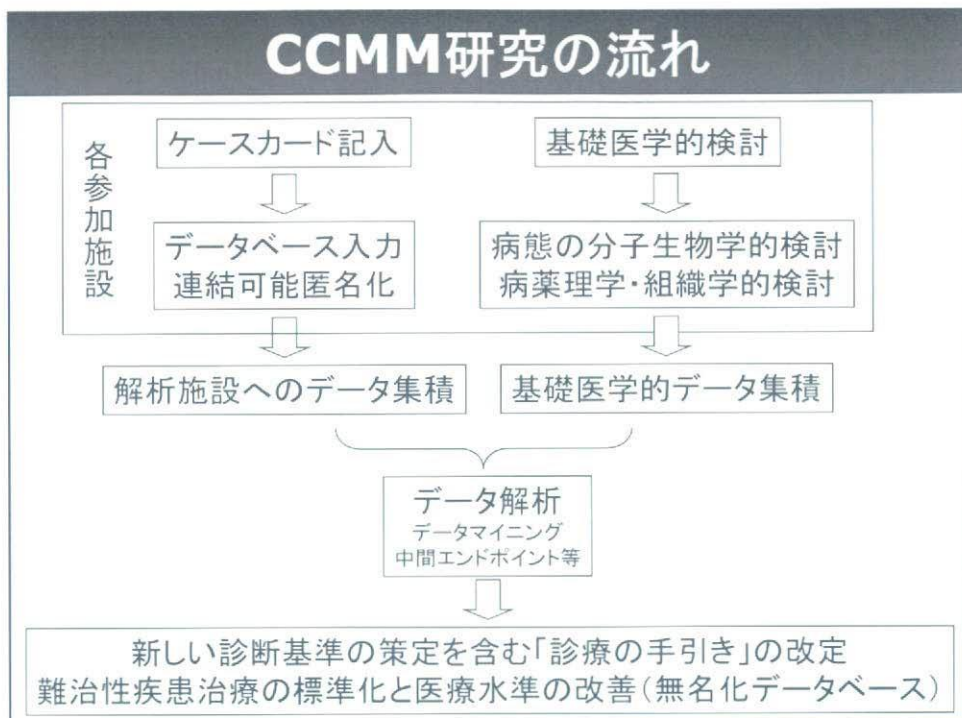 CCMM研究の流れ
各参加施設
ケースカード記入
データベース入力
連結可能匿名化
解析施設へのデータ集積
基礎医学的検討
病態の分子生物学的検討
病薬理学・組織学的検討
基礎医学的データ集積
データ解析
データマイニング
中間エンドポイント等
新しい診断基準の策定を含む「診療の手引き」の改定
難治性疾患治療の標準化と医療水準の改善(無名化データベース)